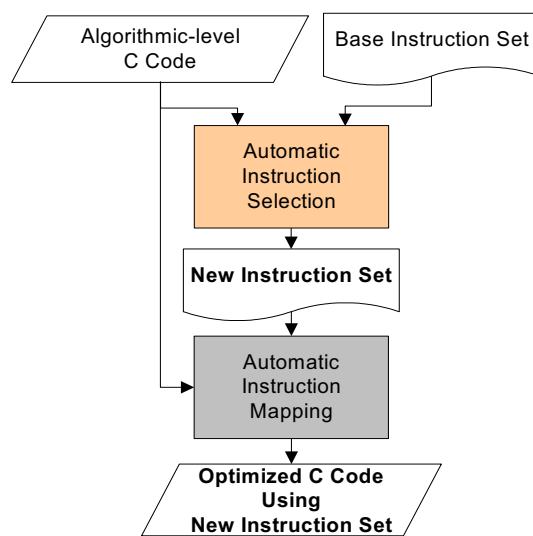 Algorithmic-level
C Code
Base Instruction Set
Automatic
Instruction
Selection
New Instruction Set
Automatic
Instruction
Mapping
Optimized C Code
Using
New Instruction Set